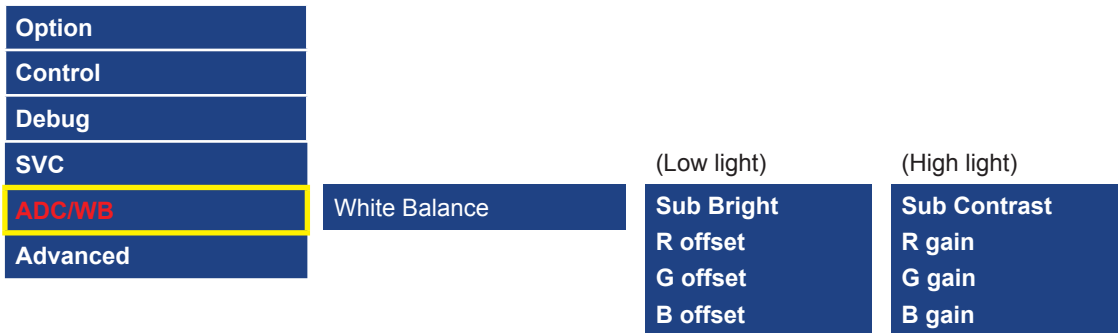 Option
Control
Debug
SVC
ADC/WB
Advanced
White Balance
(Low light)
Sub Bright
R offset
G offset
B offset
(High light)
Sub Contrast
R gain
G gain
B gain